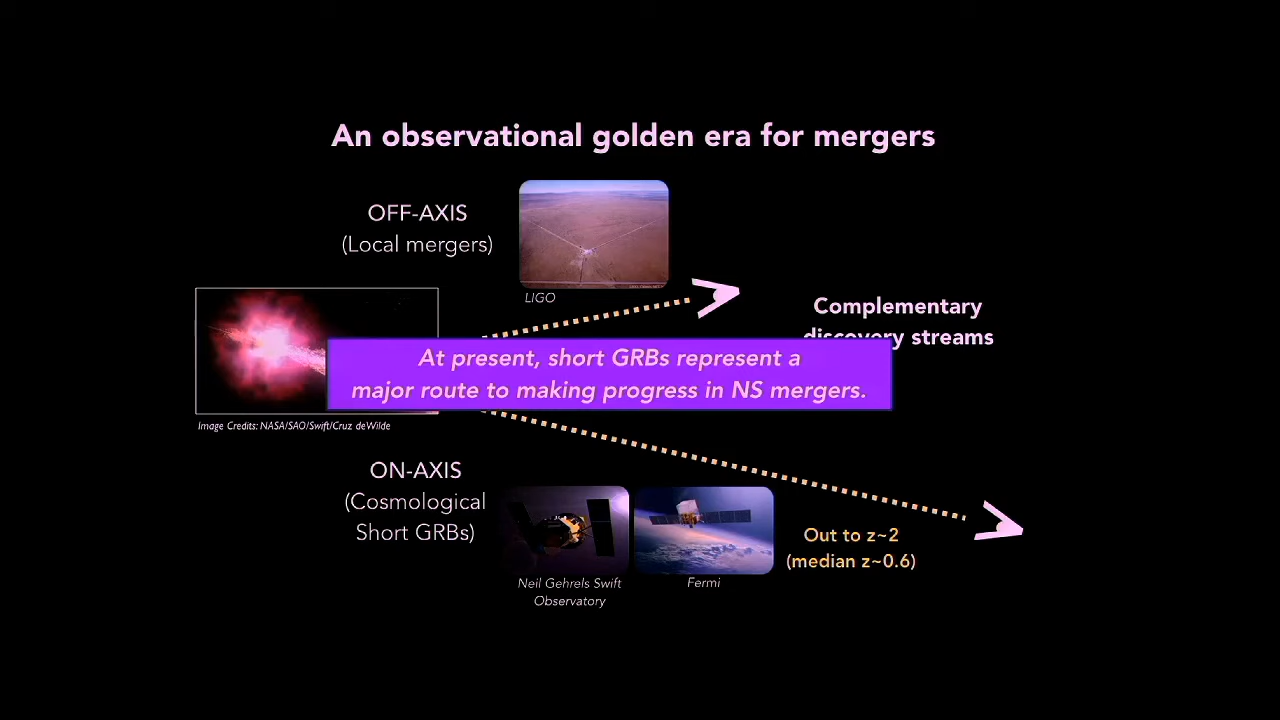 An observational golden era for mergers
OFF-AXIS
(Local mergers)
LIGO
Complementary
discovery streams
At present, short GRBs represent a
major route to making progress in NS mergers.
Image Credits: NASA/SAO/Swift/Cruz deWilde
ON-AXIS
(Cosmological
Short GRBs)
Out to z~2
(median z~0.6)
Neil Gehrels Swift
Observatory
Fermi